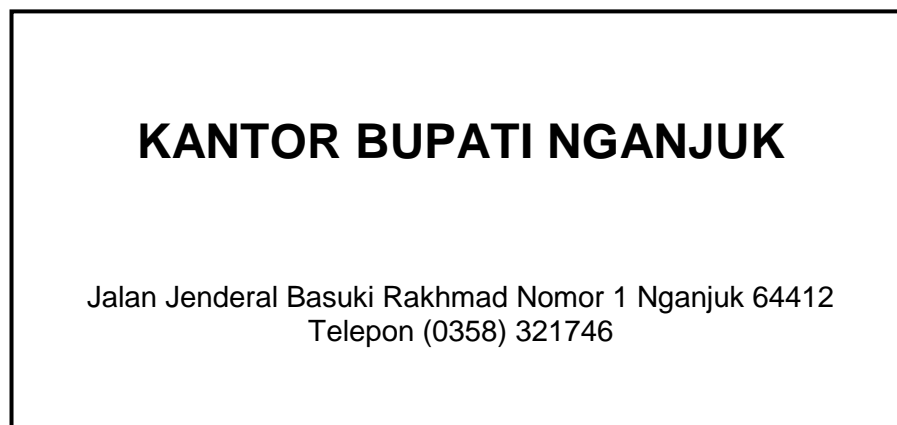 KANTOR BUPATI NGANJUK
Jalan Jenderal Basuki Rakhmad Nomor 1 Nganjuk 64412
Telepon (0358) 321746